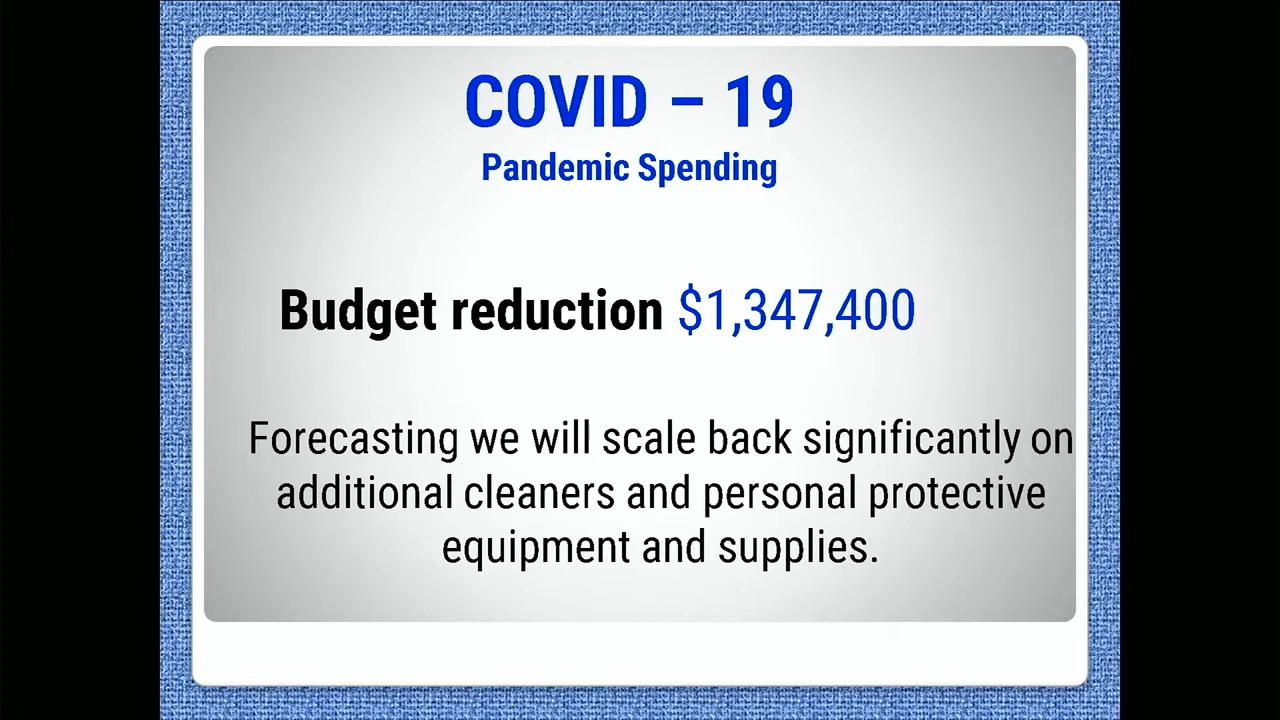 COVID – 19
Pandemic Spending
Budget reduction $1,347,400
Forecasting we will scale back significantly on
additional cleaners and personal protective
equipment and supplies.